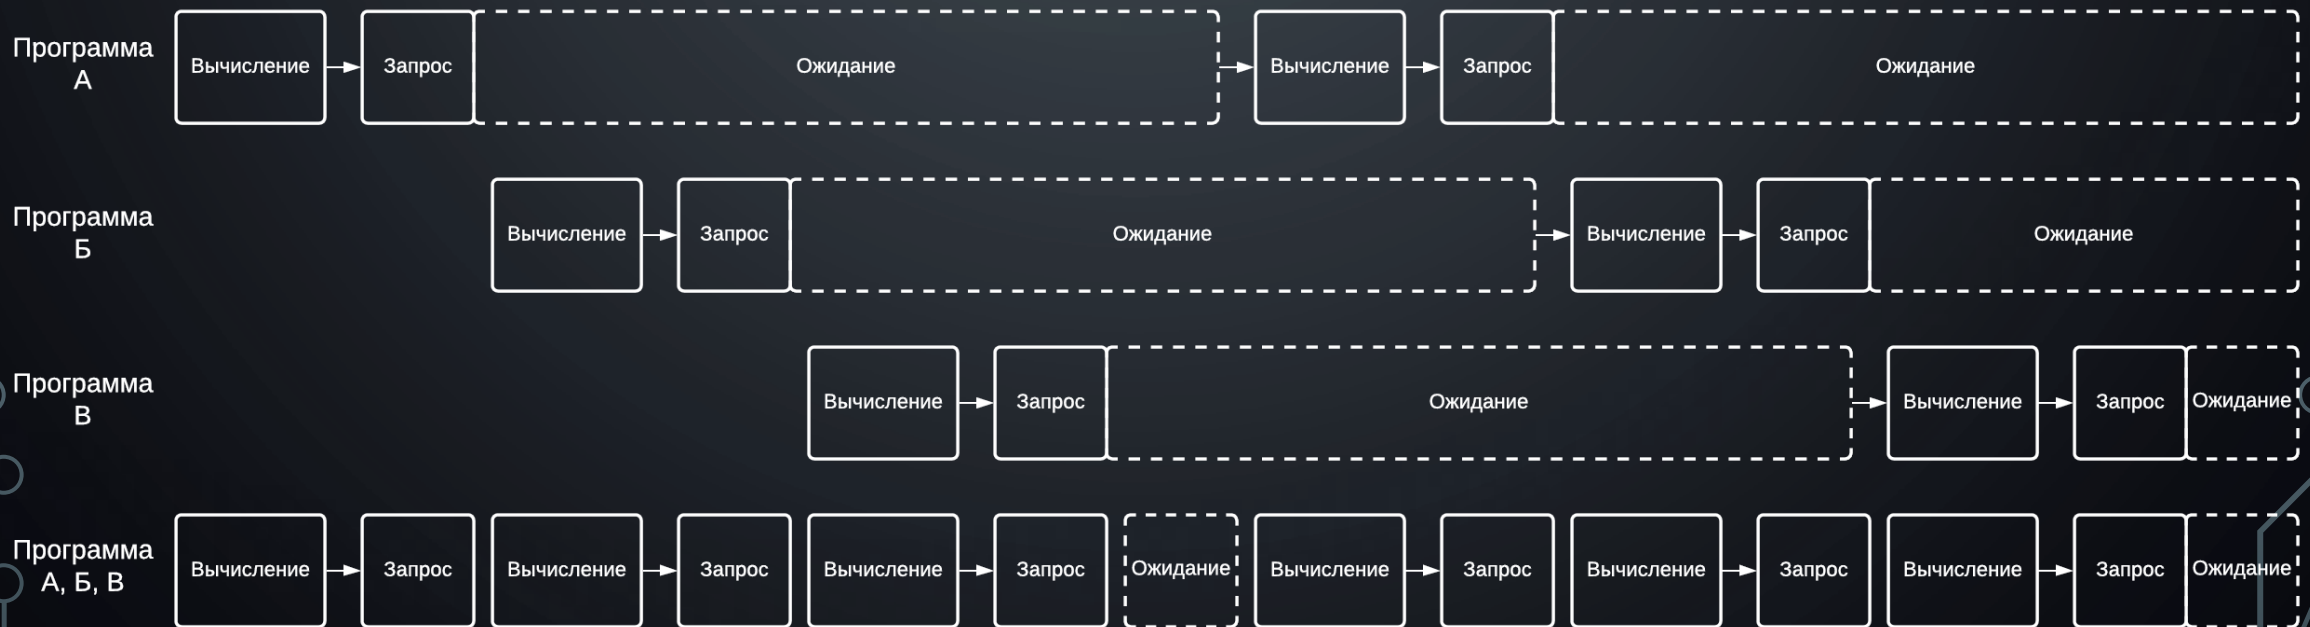 Программа
А
Вычисление
Запрос
Ожидание
Вычисление
Запрос
Ожидание
Программа
Б
Вычисление
Запрос
Ожидание
Вычисление
Запрос
Ожидание
Программа
В
Вычисление
Запрос
Ожидание
Вычисление
Запрос
Ожидание
Программа
А, Б, В
Вычисление
Запрос
Вычисление
Запрос
Вычисление
Запрос
Ожидание
Вычисление
Запрос
Вычисление
Запрос
Вычисление
Запрос
Ожидание